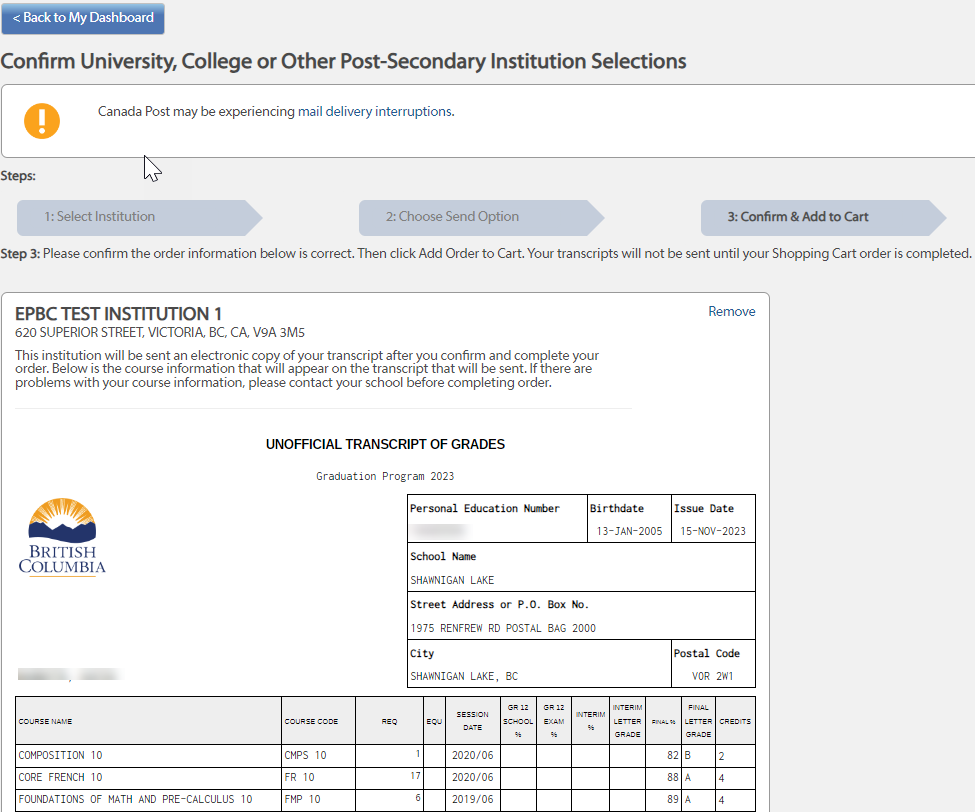 < Back to My Dashboard
Confirm University, College or Other Post-Secondary Institution Selections
Canada Post may be experiencing mail delivery interruptions.
Steps:
1: Select Institution
2: Choose Send Option
3: Confirm & Add to Cart
Step 3: Please confirm the order information below is correct. Then click Add Order to Cart. Your transcripts will not be sent until your Shopping Cart order is completed.
EPBC TEST INSTITUTION 1
Remove
620 SUPERIOR STREET, VICTORIA, BC, CA, V9A 3M5
This institution will be sent an electronic copy of your transcript after you confirm and complete your
order. Below is the course information that will appear on the transcript that will be sent. If there are
problems with your course information, please contact your school before completing order.
UNOFFICIAL TRANSCRIPT OF GRADES
Graduation Program 2023
BRITISH
COLUMBIA
Personal Education Number Birthdate Issue Date
13-JAN-2005 15-NOV-2023
School Name
SHAWNIGAN LAKE
Street Address or P.O. Box No.
1975 RENFREW RD POSTAL BAG 2000
City Postal Code
SHAWNIGAN LAKE, BC V0R 2W1
COURSE NAME COURSE CODE REQ EQU SESSION DATE GR 12 SCHOOL % GR 12 EXAM % INTERIM % INTERIM LETTER GRADE FINAL % FINAL LETTER GRADE CREDITS
COMPOSITION 10 CMPS 10 1 2020/06 82 B 2
CORE FRENCH 10 FR 10 17 2020/06 88 A 4
FOUNDATIONS OF MATH AND PRE-CALCULUS 10 FMP 10 6 2019/06 89 A 4